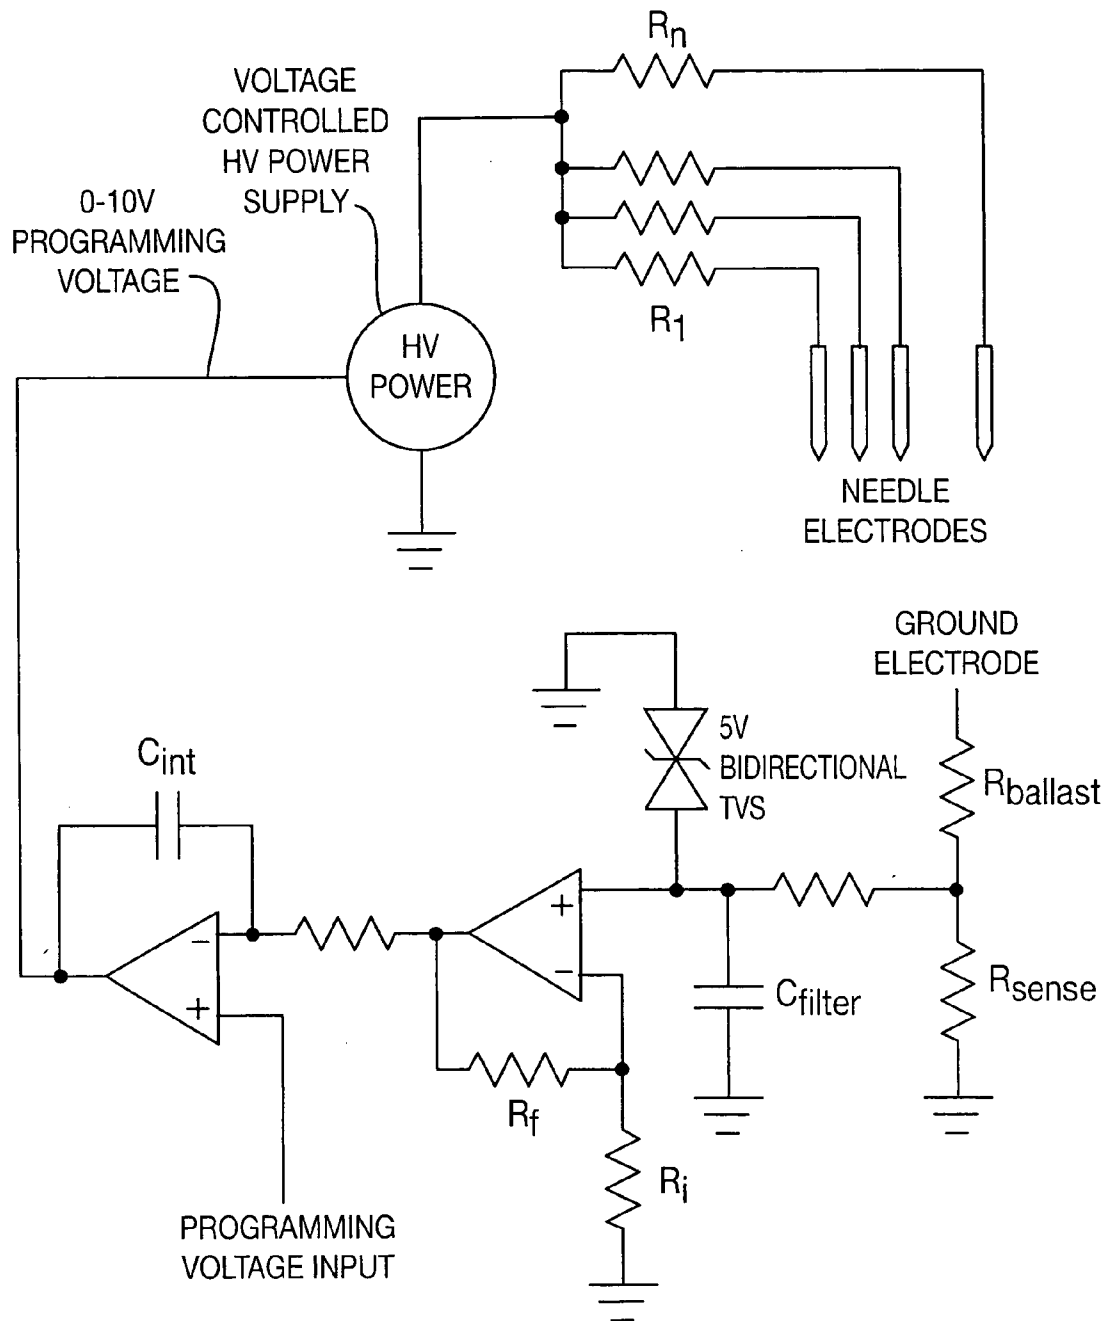 Rn
VOLTAGE
CONTROLLED
HV POWER
SUPPLY
0-10V
PROGRAMMING
VOLTAGE
R1
HV
POWER
NEEDLE
ELECTRODES
GROUND
ELECTRODE
5V
BIDIRECTIONAL
TVS
Rballast
Cint
+
−
−
+
Cfilter
Rsense
Rf
Ri
PROGRAMMING
VOLTAGE INPUT